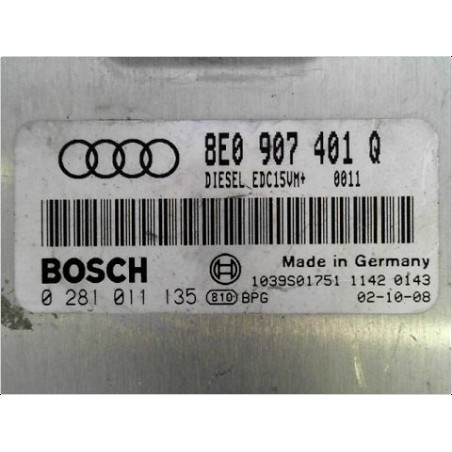 8E0 907 401 Q
DIESEL EDC15VM+ 0011
BOSCH
Made in Germany
1039S01751 1142 0143
0 281 011 135 810 BPG 02-10-08